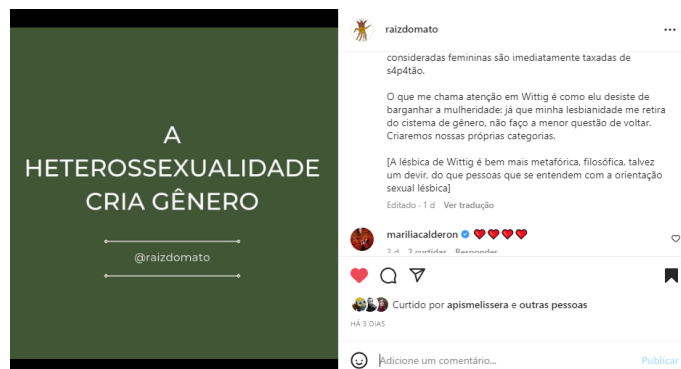 A
HETEROSSEXUALIDADE
CRIA GÊNERO
@raizdomato
raizdomato
consideradas femininas são imediatamente taxadas de
s4p4tão.
O que me chama atenção em Wittig é como elu desiste de
barganhar a mulheridade: já que minha lesbianidade me retira
do cistema de gênero, não faço a menor questão de voltar.
Criaremos nossas próprias categorias.
[A lésbica de Wittig é bem mais metafórica, filosófica, talvez
um devir, do que pessoas que se entendem com a orientação
sexual lésbica]
Editado · 1 d Ver tradução
mariliacalderon
3 d 2 curtidas Responder
Curtido por apismelissera e outras pessoas
HÁ 3 DIAS
Adicione um comentário...
Publicar